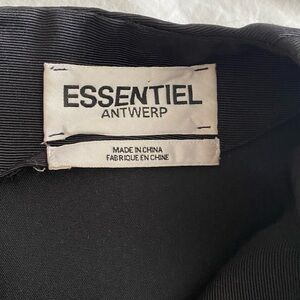 ESSENTIEL
ANTWERP
MADE IN CHINA
FABRIQUE EN CHINE